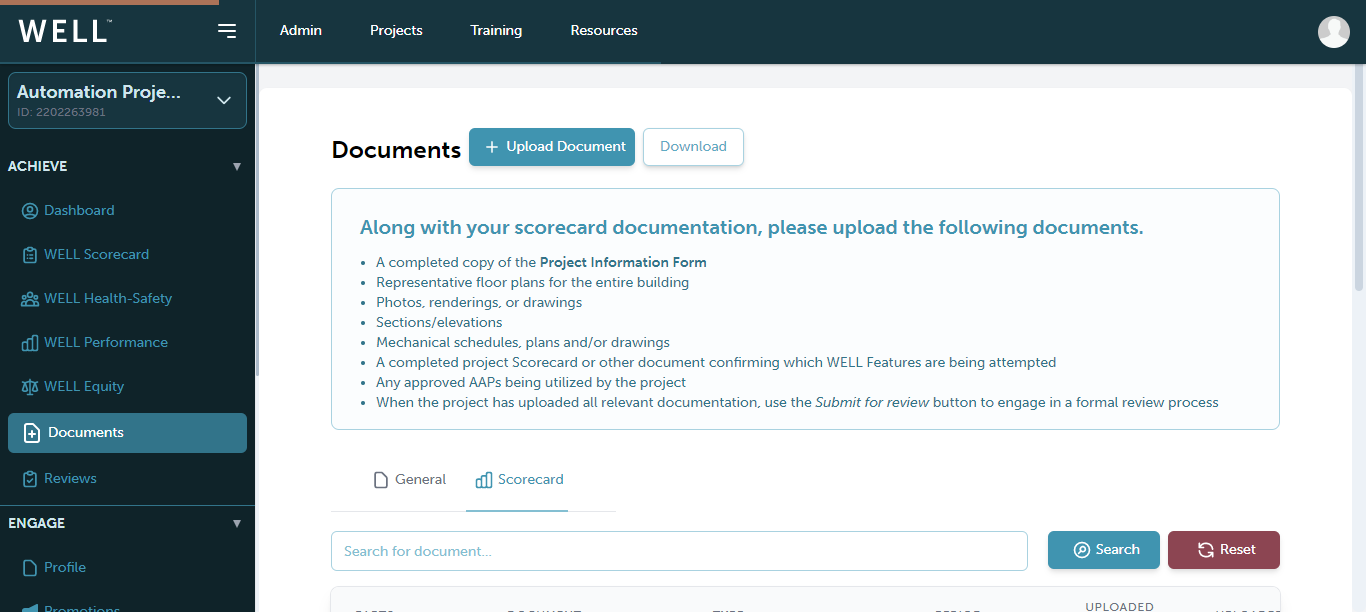 WELL™
Admin Projects Training Resources
Automation Proje...
ID: 2202263981
ACHIEVE
Dashboard
WELL Scorecard
WELL Health-Safety
WELL Performance
WELL Equity
Documents
Reviews
ENGAGE
Profile
Promotions
Documents + Upload Document Download
Along with your scorecard documentation, please upload the following documents.
• A completed copy of the Project Information Form
• Representative floor plans for the entire building
• Photos, renderings, or drawings
• Sections/elevations
• Mechanical schedules, plans and/or drawings
• A completed project Scorecard or other document confirming which WELL Features are being attempted
• Any approved AAPs being utilized by the project
• When the project has uploaded all relevant documentation, use the Submit for review button to engage in a formal review process
General Scorecard
Search for document... Search Reset
UPLOADED